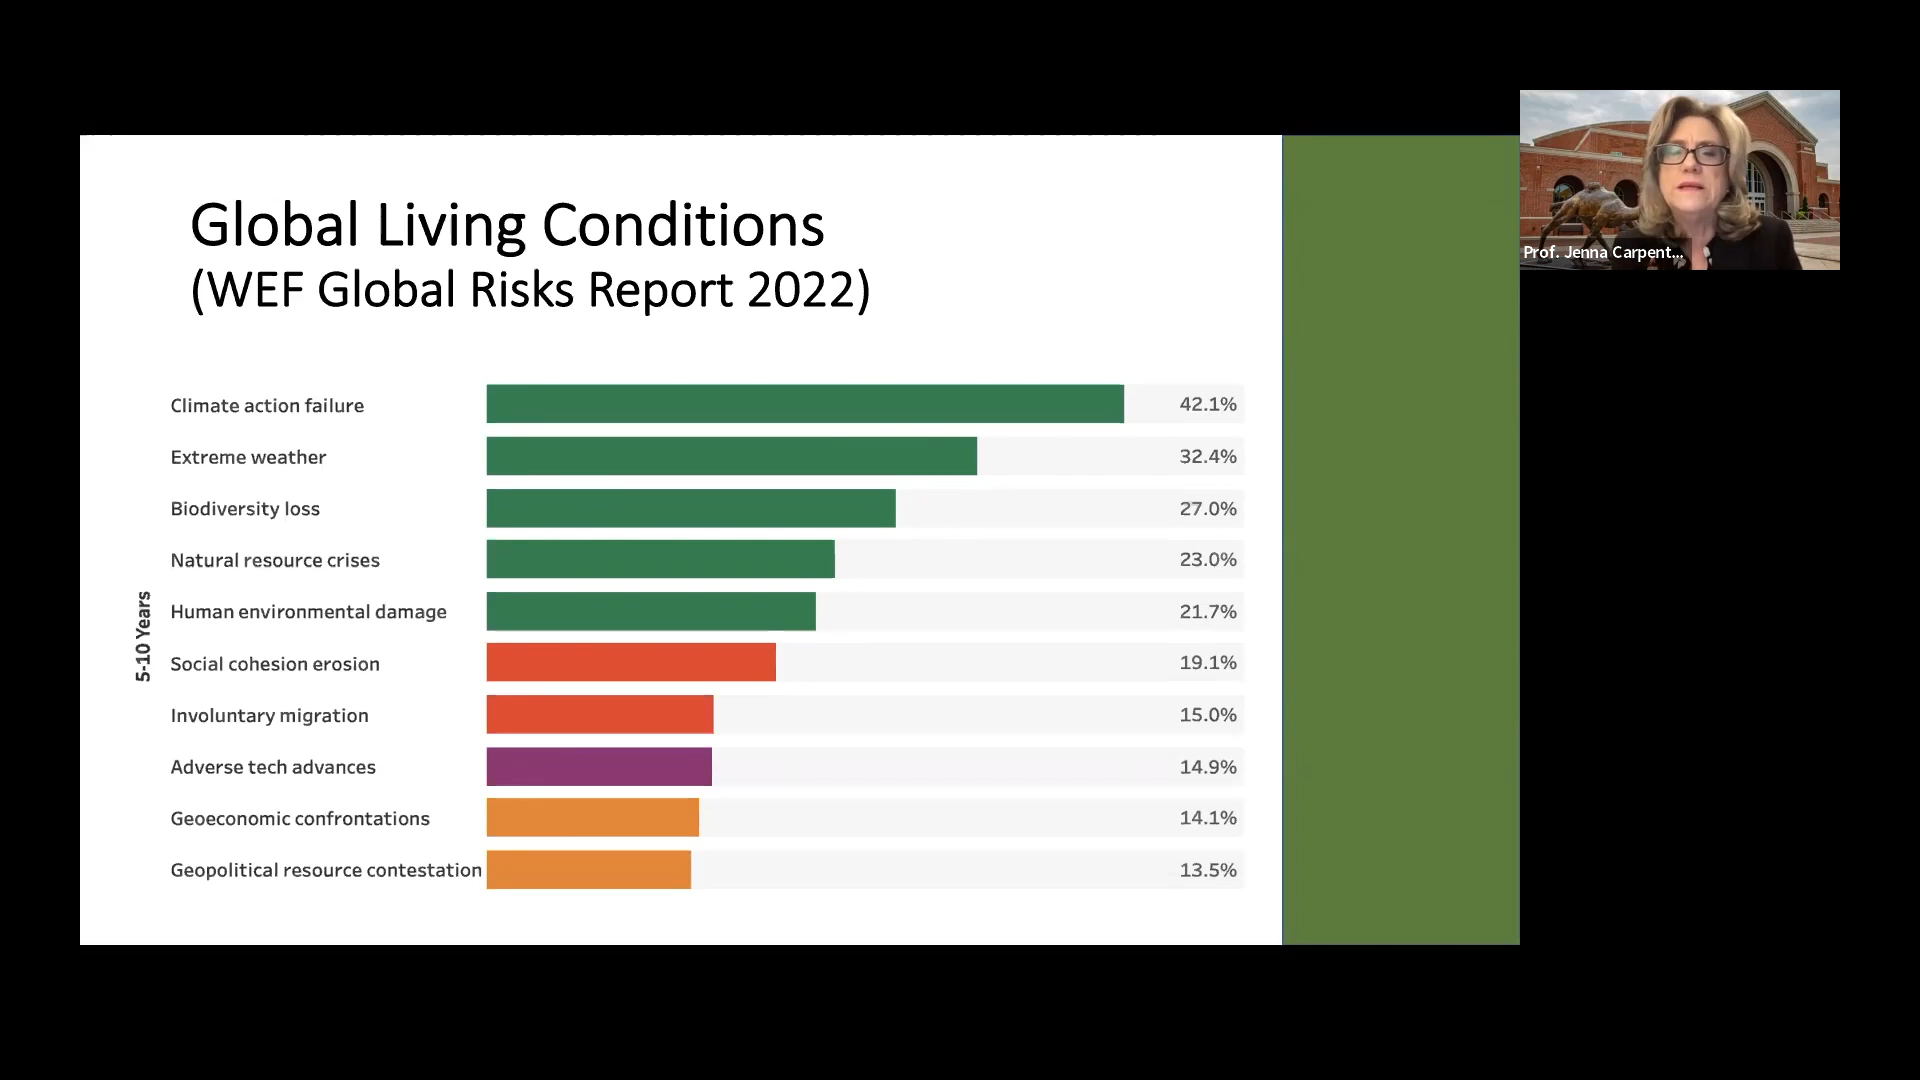 Global Living Conditions
(WEF Global Risks Report 2022)
5-10 Years
Climate action failure 42.1%
Extreme weather 32.4%
Biodiversity loss 27.0%
Natural resource crises 23.0%
Human environmental damage 21.7%
Social cohesion erosion 19.1%
Involuntary migration 15.0%
Adverse tech advances 14.9%
Geoeconomic confrontations 14.1%
Geopolitical resource contestation 13.5%
Prof. Jenna Carpent...